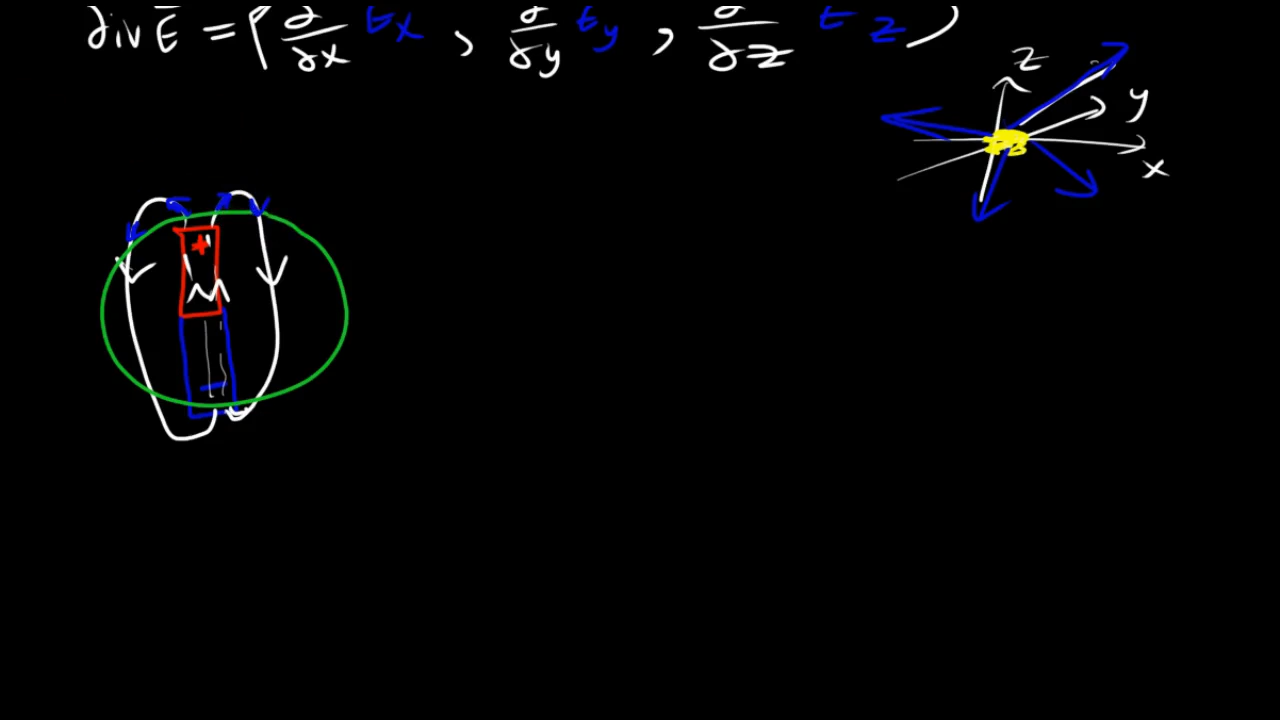 div E = ( ∂/∂x Ex , ∂/∂y Ey , ∂/∂z Ez )
z
y
x
+
−